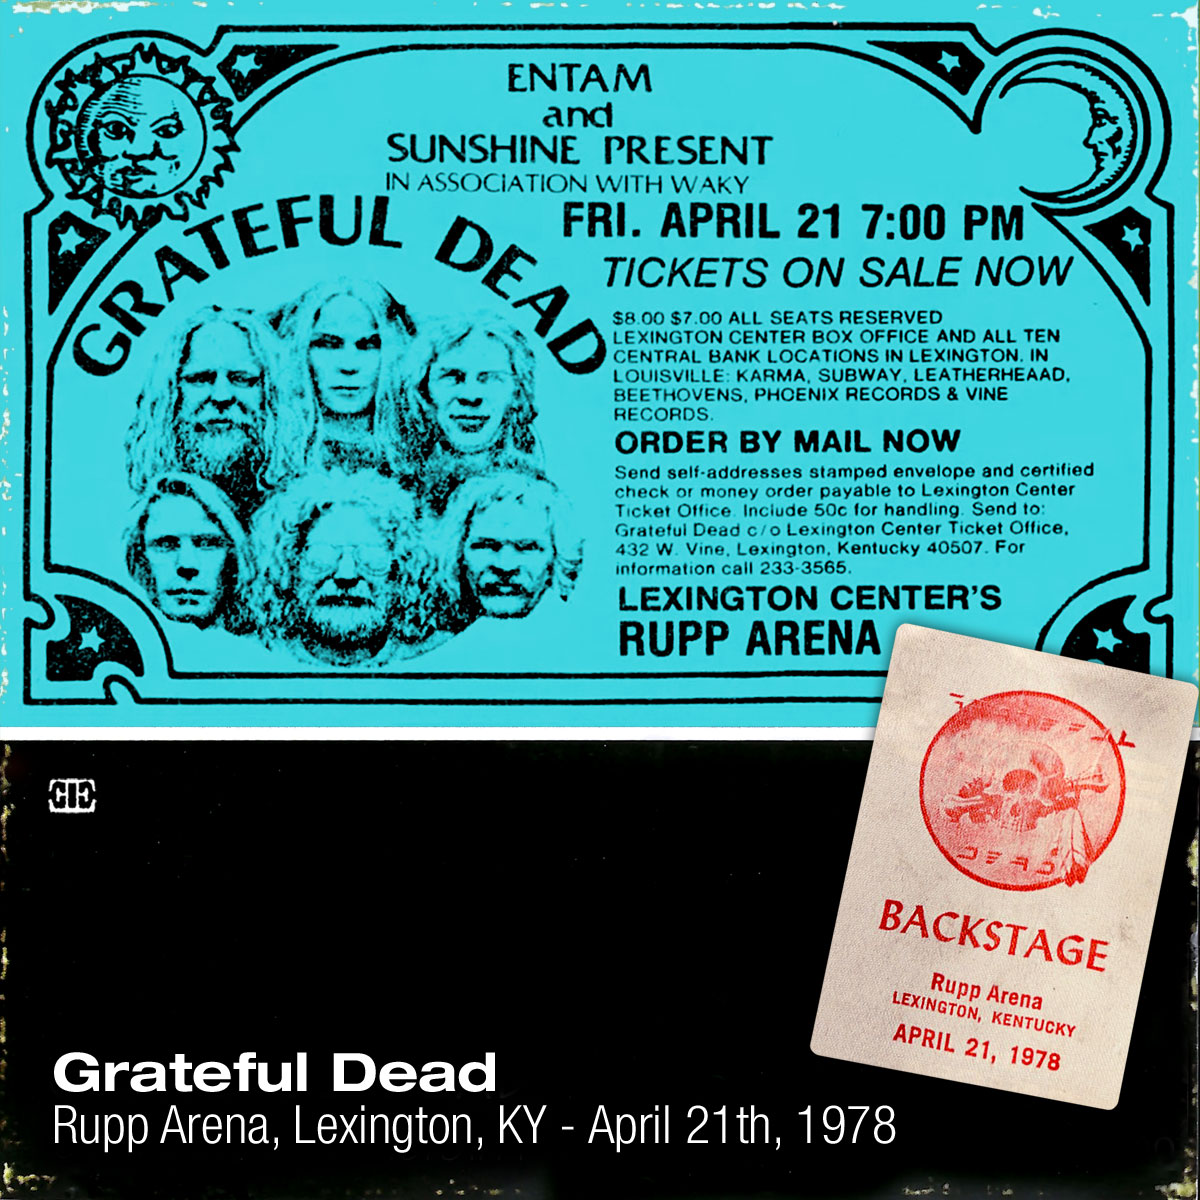 ENTAM
and
SUNSHINE PRESENT
IN ASSOCIATION WITH WAKY
GRATEFUL DEAD
FRI. APRIL 21 7:00 PM
TICKETS ON SALE NOW
$8.00 $7.00 ALL SEATS RESERVED
LEXINGTON CENTER BOX OFFICE AND ALL TEN
CENTRAL BANK LOCATIONS IN LEXINGTON. IN
LOUISVILLE: KARMA, SUBWAY, LEATHERHEAAD,
BEETHOVENS, PHOENIX RECORDS & VINE
RECORDS.
ORDER BY MAIL NOW
Send self-addresses stamped envelope and certified
check or money order payable to Lexington Center
Ticket Office. Include 50c for handling. Send to:
Grateful Dead c/o Lexington Center Ticket Office,
432 W. Vine, Lexington, Kentucky 40507. For
information call 233-3565.
LEXINGTON CENTER'S
RUPP ARENA
DEAD
BACKSTAGE
Rupp Arena
LEXINGTON, KENTUCKY
APRIL 21, 1978
Grateful Dead
Rupp Arena, Lexington, KY - April 21th, 1978